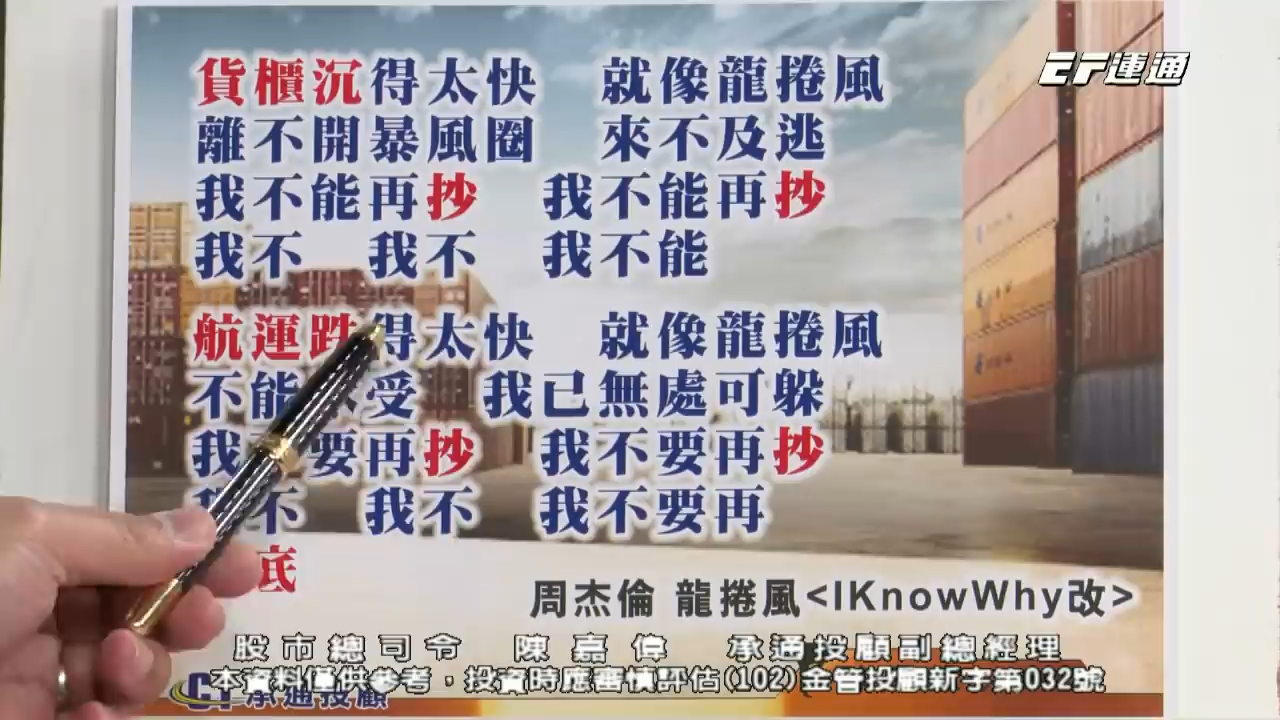 CT運通
貨櫃沉得太快 就像龍捲風
離不開暴風圈 來不及逃
我不能再抄 我不能再抄
我不 我不 我不能
航運跌得太快 就像龍捲風
不能 受 我已無處可躲
我 要再抄 我不要再抄
不 我不 我不要再
底
周杰倫 龍捲風<IKnowWhy改>
股市總司令 陳嘉偉 承通投顧副總經理
本資料僅供參考，投資時應審慎評估(102)金管投顧新字第032號
承通投顧